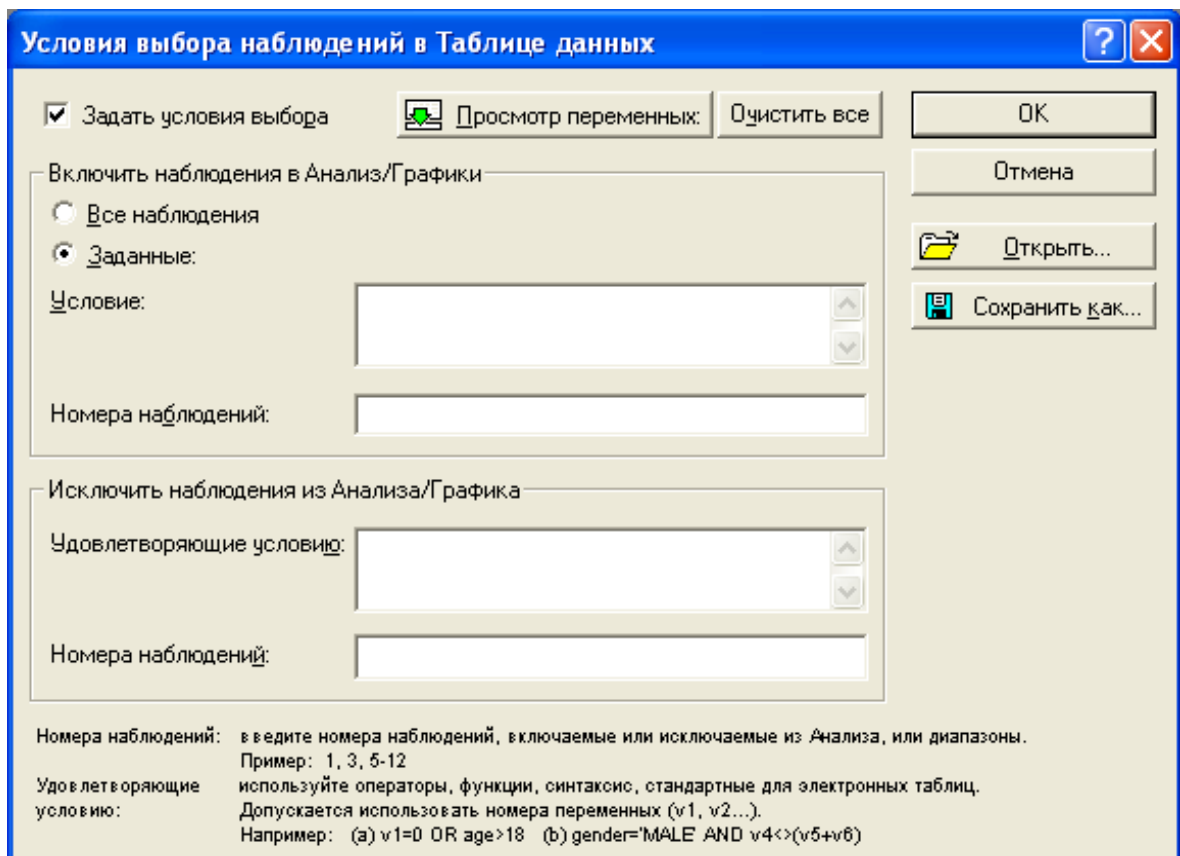 Условия выбора наблюдений в Таблице данных
Задать условия выбора
Просмотр переменных:
Очистить все
OK
Включить наблюдения в Анализ/Графики
Отмена
Все наблюдения
Заданные:
Открыть...
Условие:
Сохранить как...
Номера наблюдений:
Исключить наблюдения из Анализа/Графика
Удовлетворяющие условию:
Номера наблюдений:
Номера наблюдений: введите номера наблюдений, включаемые или исключаемые из Анализа, или диапазоны.
Пример: 1, 3, 5-12
Удовлетворяющие используйте операторы, функции, синтаксис, стандартные для электронных таблиц.
условию: Допускается использовать номера переменных (v1, v2...).
Например: (a) v1=0 OR age>18 (b) gender='MALE' AND v4<>(v5+v6)